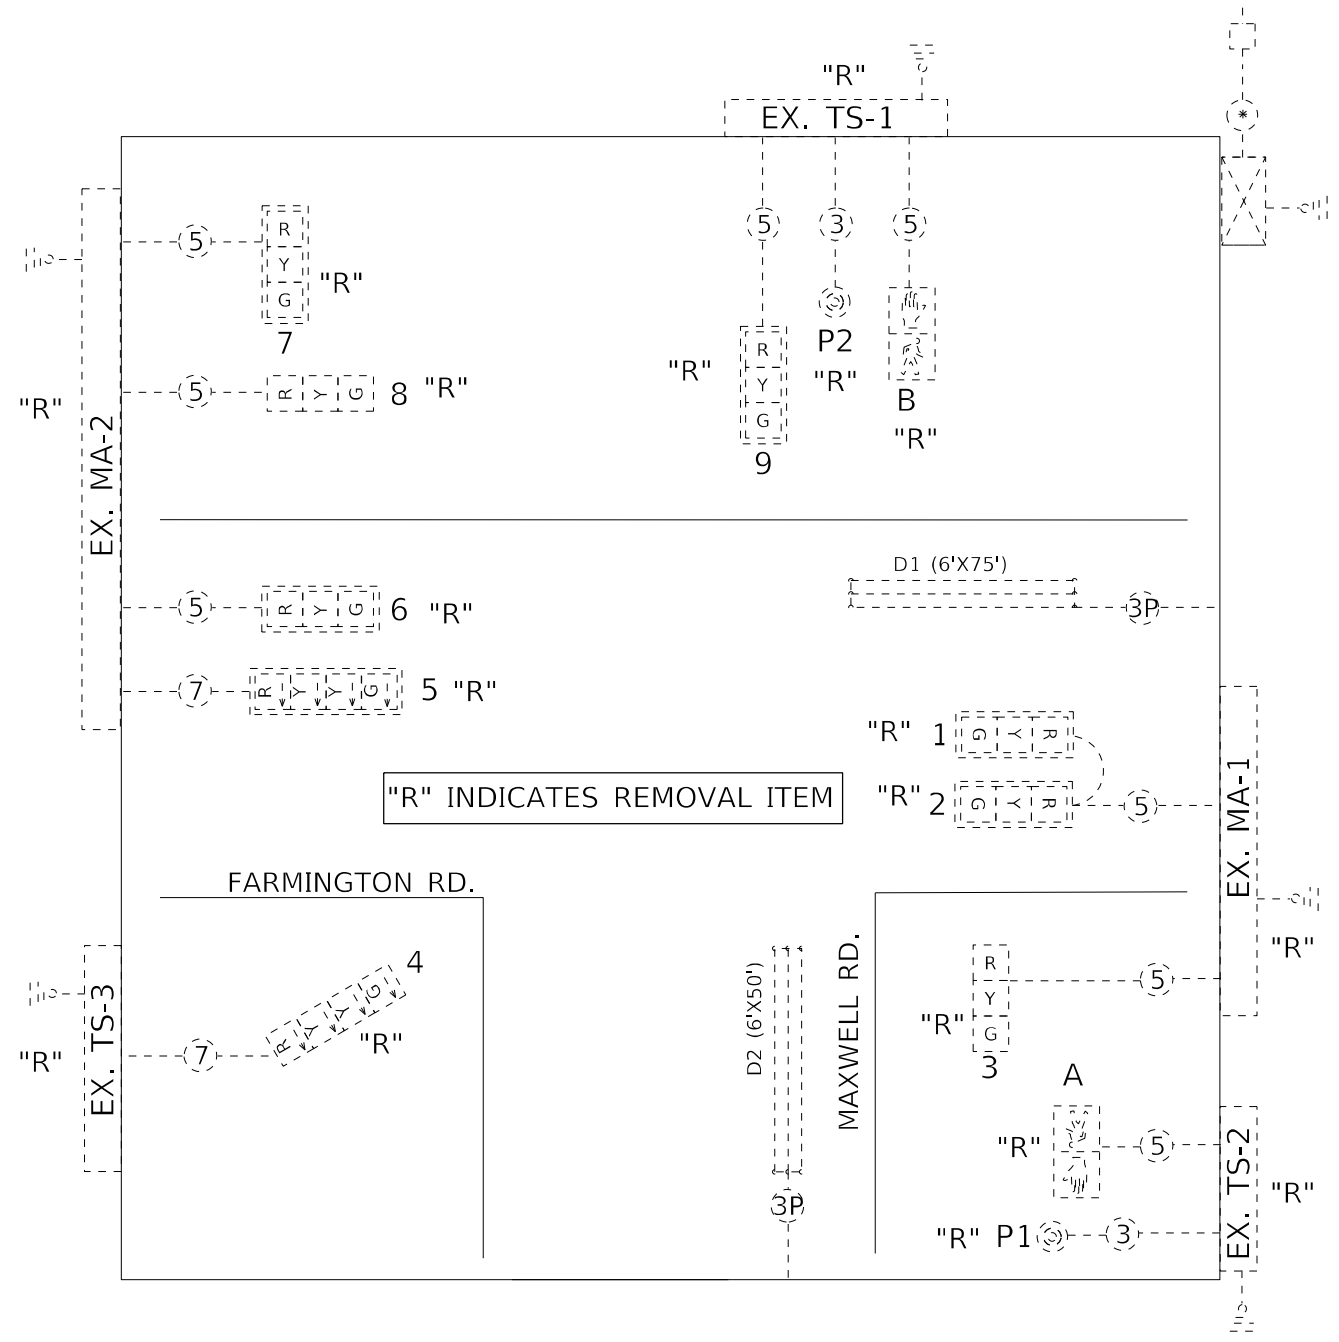 "R"
EX. TS-1
*
5
3
5
5
R
Y
G
"R"
7
P2
"R"
B
"R"
R
Y
G
"R"
9
5
R Y G
8 "R"
"R"
EX. MA-2
D1 (6'X75')
3P
5
R Y G
6 "R"
7
R Y Y G
5 "R"
"R" 1
G Y R
"R" 2
G Y R
5
EX. MA-1
"R"
"R" INDICATES REMOVAL ITEM
FARMINGTON RD.
MAXWELL RD.
D2 (6'X50')
3P
4
R Y Y G
"R"
7
EX. TS-3
"R"
R
Y
G
"R"
3
5
A
"R"
5
EX. TS-2
"R"
"R" P1
3